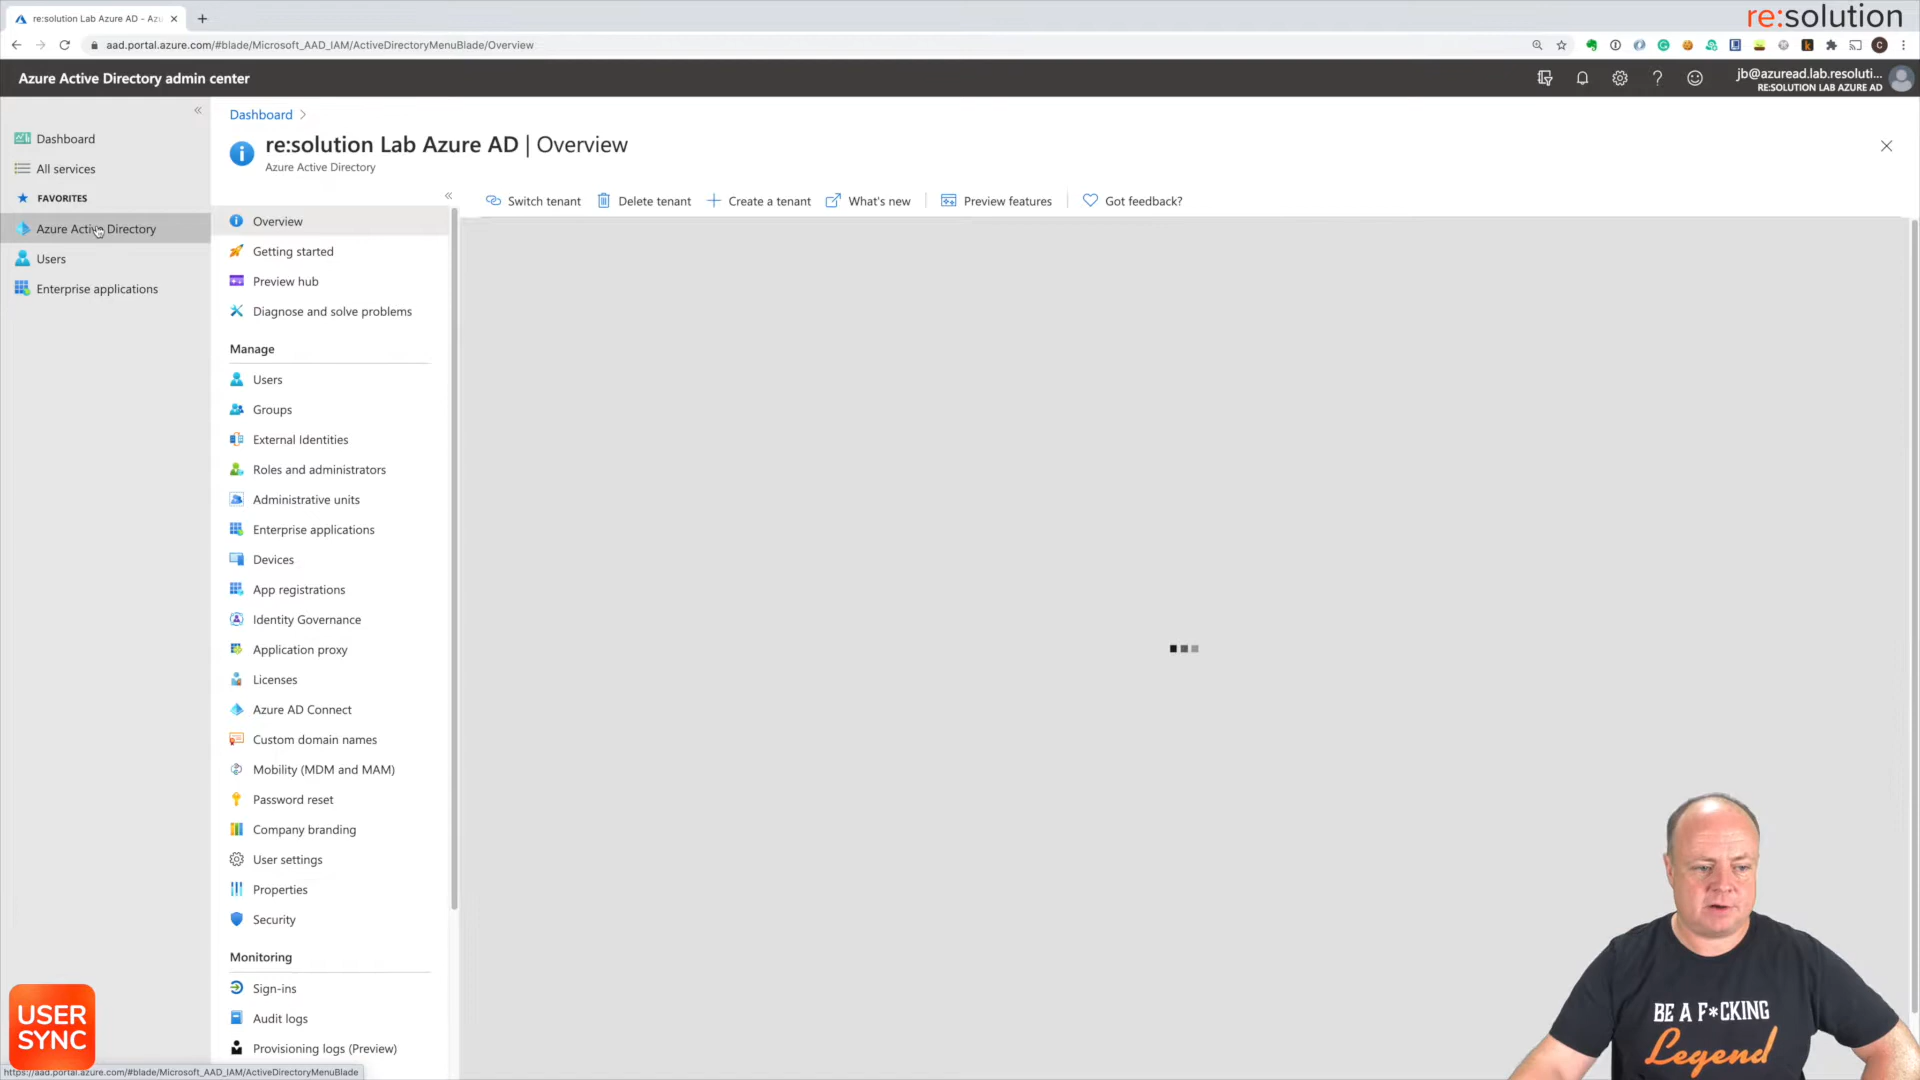 re:solution Lab Azure AD - Azu
re:solution
aad.portal.azure.com/#blade/Microsoft_AAD_IAM/ActiveDirectoryMenuBlade/Overview
Azure Active Directory admin center
jb@azuread.lab.resoluti...
RE:SOLUTION LAB AZURE AD
Dashboard
All services
FAVORITES
Azure Active Directory
Users
Enterprise applications
Dashboard
re:solution Lab Azure AD | Overview
Azure Active Directory
Switch tenant
Delete tenant
Create a tenant
What's new
Preview features
Got feedback?
Overview
Getting started
Preview hub
Diagnose and solve problems
Manage
Users
Groups
External Identities
Roles and administrators
Administrative units
Enterprise applications
Devices
App registrations
Identity Governance
Application proxy
Licenses
Azure AD Connect
Custom domain names
Mobility (MDM and MAM)
Password reset
Company branding
User settings
Properties
Security
Monitoring
Sign-ins
Audit logs
Provisioning logs (Preview)
USER
SYNC
https://aad.portal.azure.com/#blade/Microsoft_AAD_IAM/ActiveDirectoryMenuBlade
BE A F*CKING
Legend